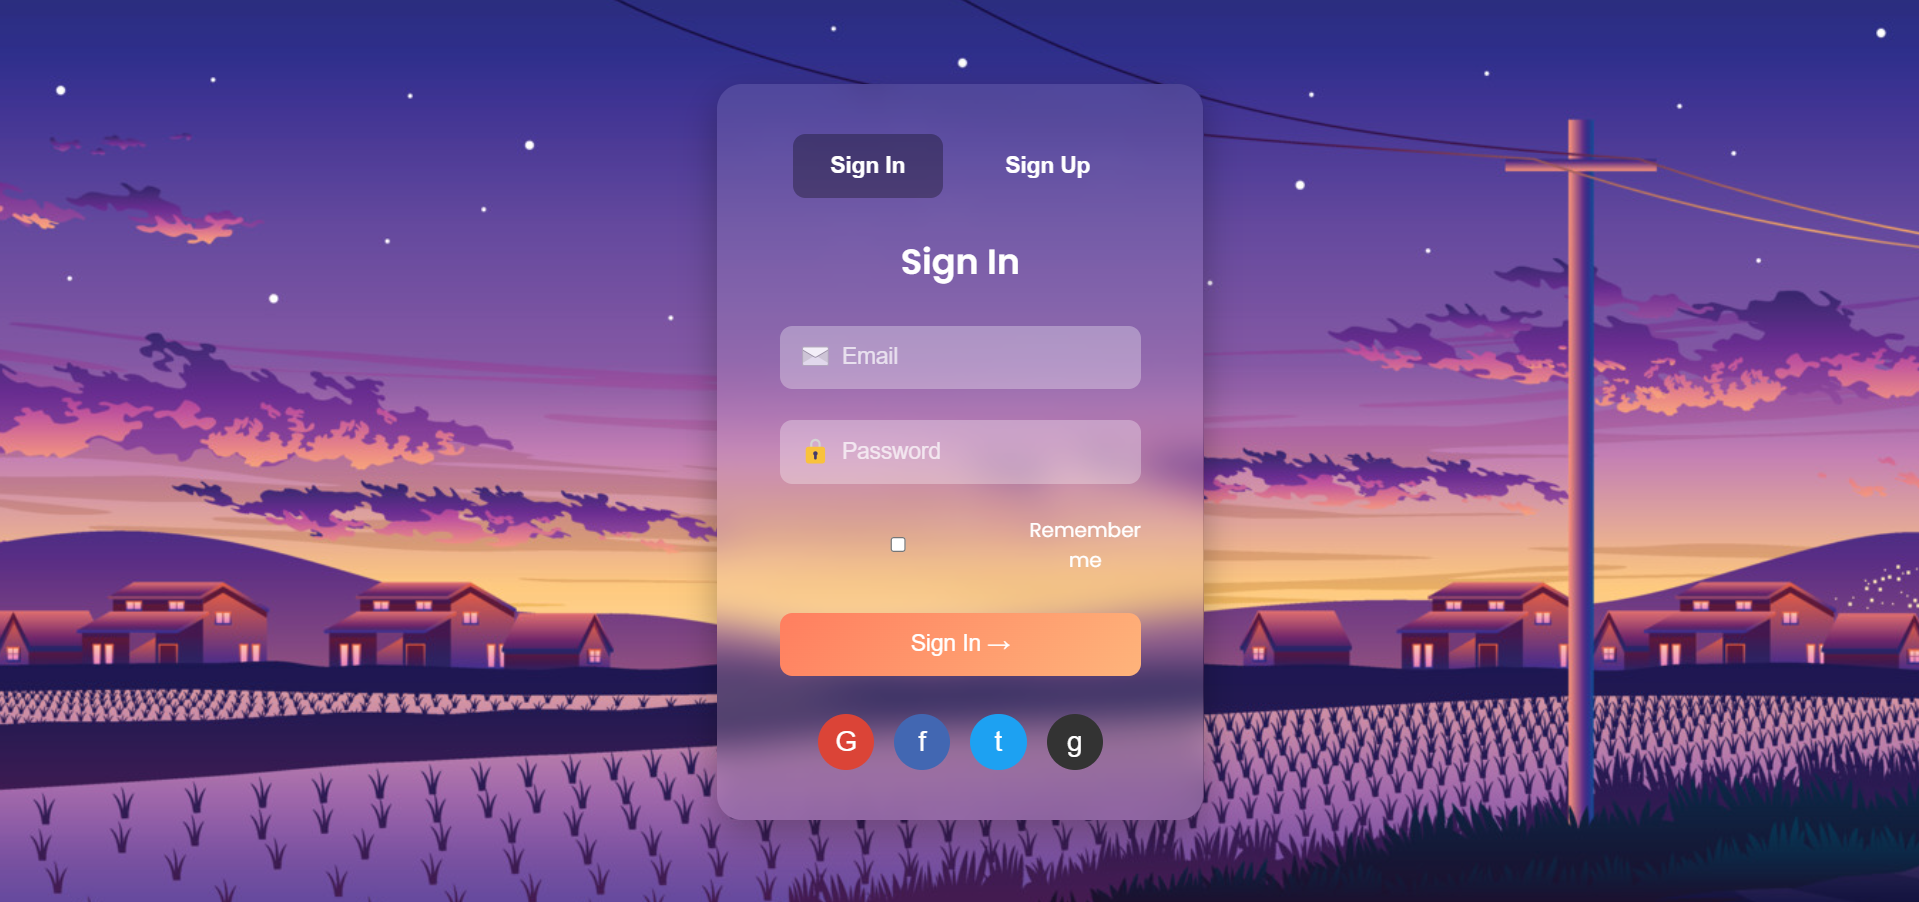 Sign In
Sign Up
Sign In
Email
Password
Remember
me
Sign In →
G f t g